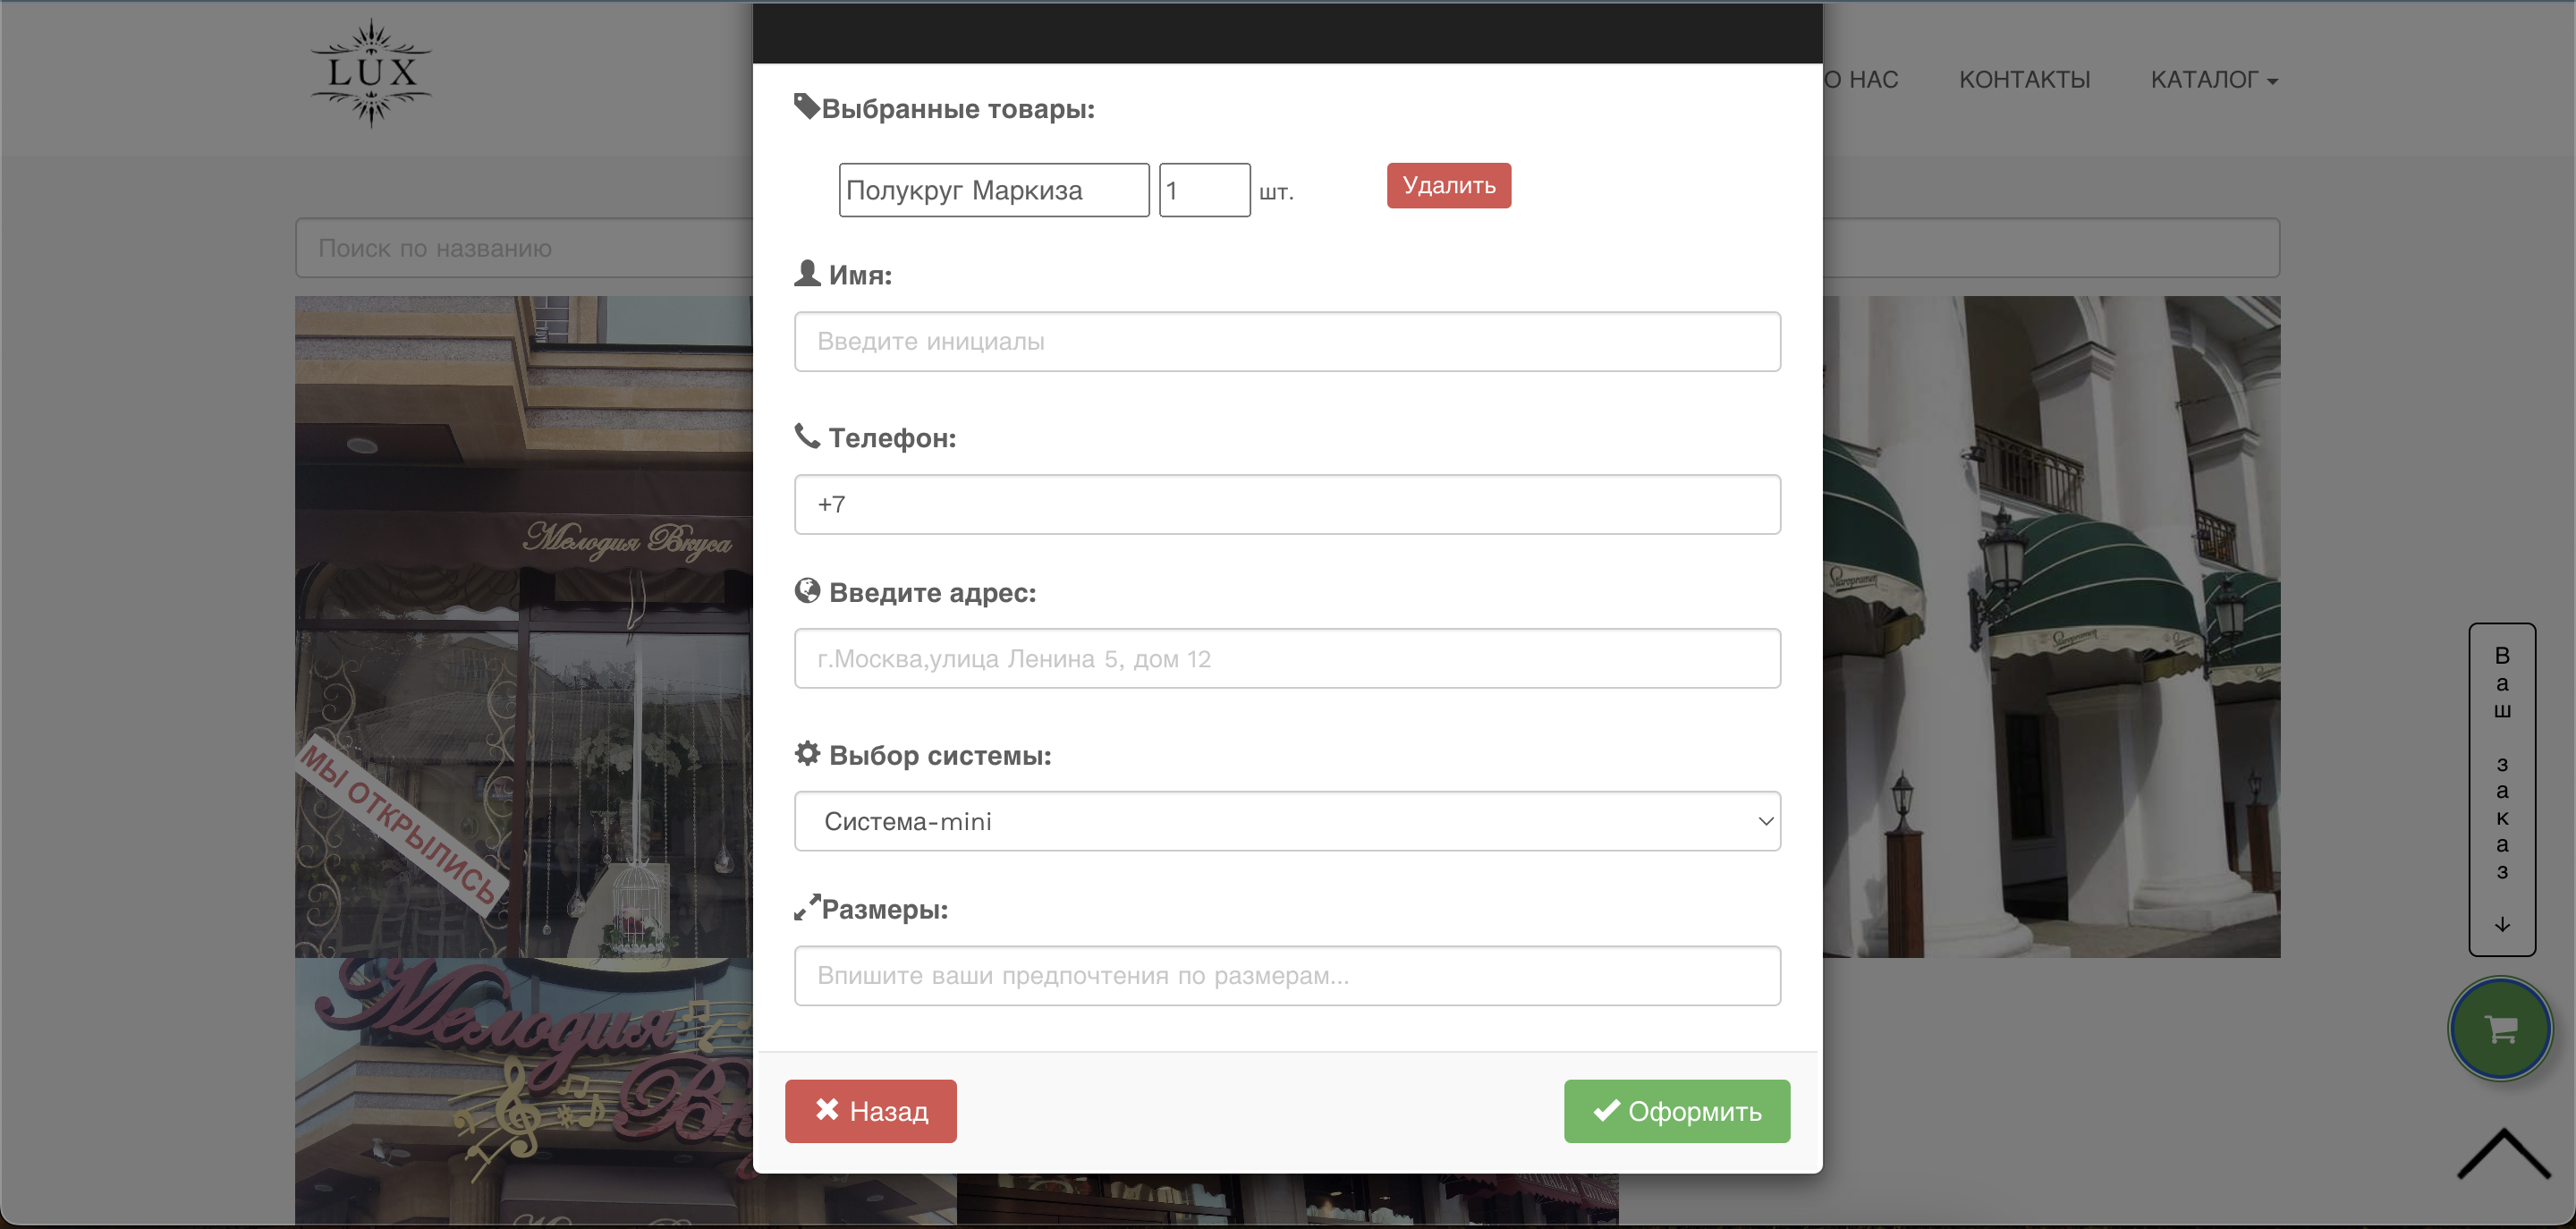 LUX
О НАС
КОНТАКТЫ
КАТАЛОГ
Поиск по названию
Выбранные товары:
Полукруг Маркиза
1
шт.
Удалить
Имя:
Введите инициалы
Телефон:
+7
Введите адрес:
г.Москва,улица Ленина 5, дом 12
Выбор системы:
Система-mini
Размеры:
Впишите ваши предпочтения по размерам...
Назад
Оформить
Мелодия Вкуса
МЫ ОТКРЫЛИСЬ
Мелодия
Staropramen
Staropramen
Ваш заказ ↓